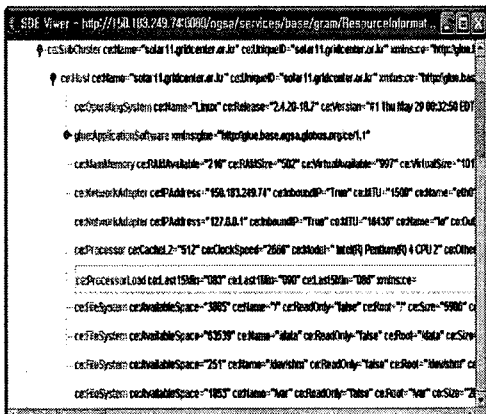 SDE Viwer - http://150.183.249.74:8080/ogsa/services/base/gram/ResourceInformat...
ce:SubCluster ce:Name="solar11.gridcenter.or.kr" ce:UniqueID="solar11.gridcenter.or.kr" xmlns:ce="http://glue.
ce:Host ce:Name="solar11.gridcenter.or.kr" ce:UniqueID="solar11.gridcenter.or.kr" xmlns:ce="http://glue.bas
ce:OperatingSystem ce:Name="Linux" ce:Release="2.4.20-18.7" ce:Version="#1 Thu May 29 08:32:50 EDT
glue:ApplicationSoftware xmlns:glue="http://glue.base.ogsa.globus.org/ce/1.1"
ce:MainMemory ce:RAMAvailable="216" ce:RAMSize="502" ce:VirtualAvailable="997" ce:VirtualSize="101
ce:NetworkAdapter ce:IPAddress="150.183.249.74" ce:InboundIP="True" ce:MTU="1500" ce:Name="eth0"
ce:NetworkAdapter ce:IPAddress="127.0.0.1" ce:InboundIP="True" ce:MTU="16436" ce:Name="lo" ce:Out
ce:Processor ce:CacheL2="512" ce:ClockSpeed="2666" ce:Model=" Intel(R) Pentium(R) 4 CPU 2" ce:Other
ce:ProcessorLoad ce:Last15Min="083" ce:Last1Min="090" ce:Last5Min="086" xmlns:ce=
ce:FileSystem ce:AvailableSpace="3885" ce:Name="/" ce:ReadOnly="false" ce:Root="/" ce:Size="5900" ce
ce:FileSystem ce:AvailableSpace="63539" ce:Name="/data" ce:ReadOnly="false" ce:Root="/data" ce:Size
ce:FileSystem ce:AvailableSpace="251" ce:Name="/dev/shm" ce:ReadOnly="false" ce:Root="/dev/shm" ce
ce:FileSystem ce:AvailableSpace="1853" ce:Name="/var" ce:ReadOnly="false" ce:Root="/var" ce:Size="20